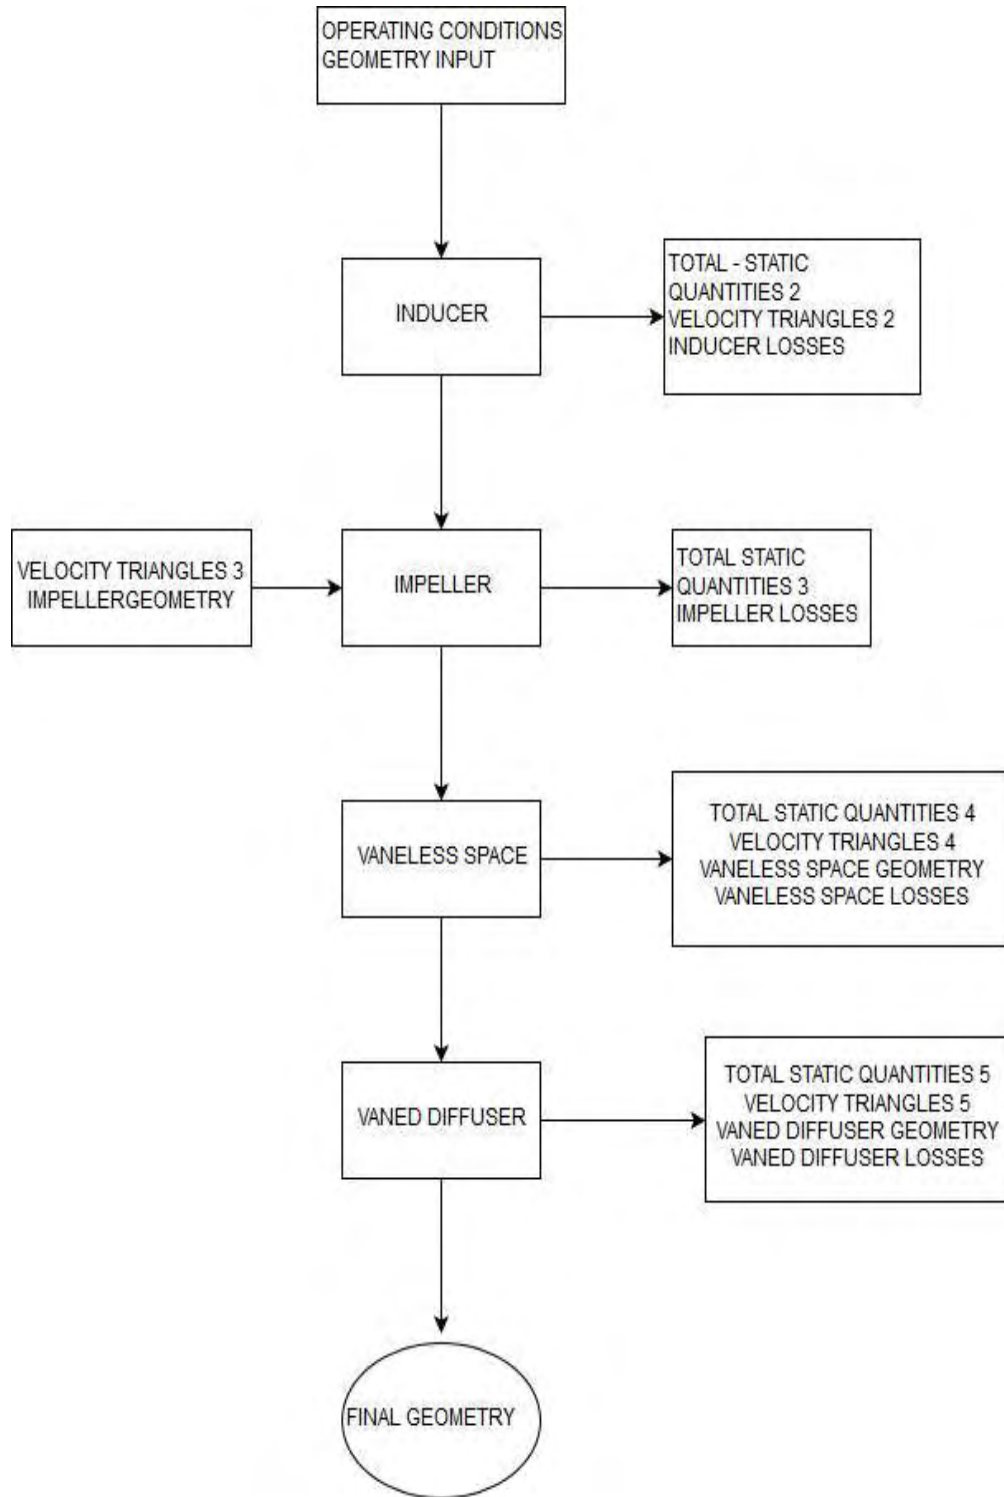 OPERATING CONDITIONS
GEOMETRY INPUT
INDUCER
TOTAL - STATIC
QUANTITIES 2
VELOCITY TRIANGLES 2
INDUCER LOSSES
VELOCITY TRIANGLES 3
IMPELLERGEOMETRY
IMPELLER
TOTAL STATIC
QUANTITIES 3
IMPELLER LOSSES
VANELESS SPACE
TOTAL STATIC QUANTITIES 4
VELOCITY TRIANGLES 4
VANELESS SPACE GEOMETRY
VANELESS SPACE LOSSES
VANED DIFFUSER
TOTAL STATIC QUANTITIES 5
VELOCITY TRIANGLES 5
VANED DIFFUSER GEOMETRY
VANED DIFFUSER LOSSES
FINAL GEOMETRY